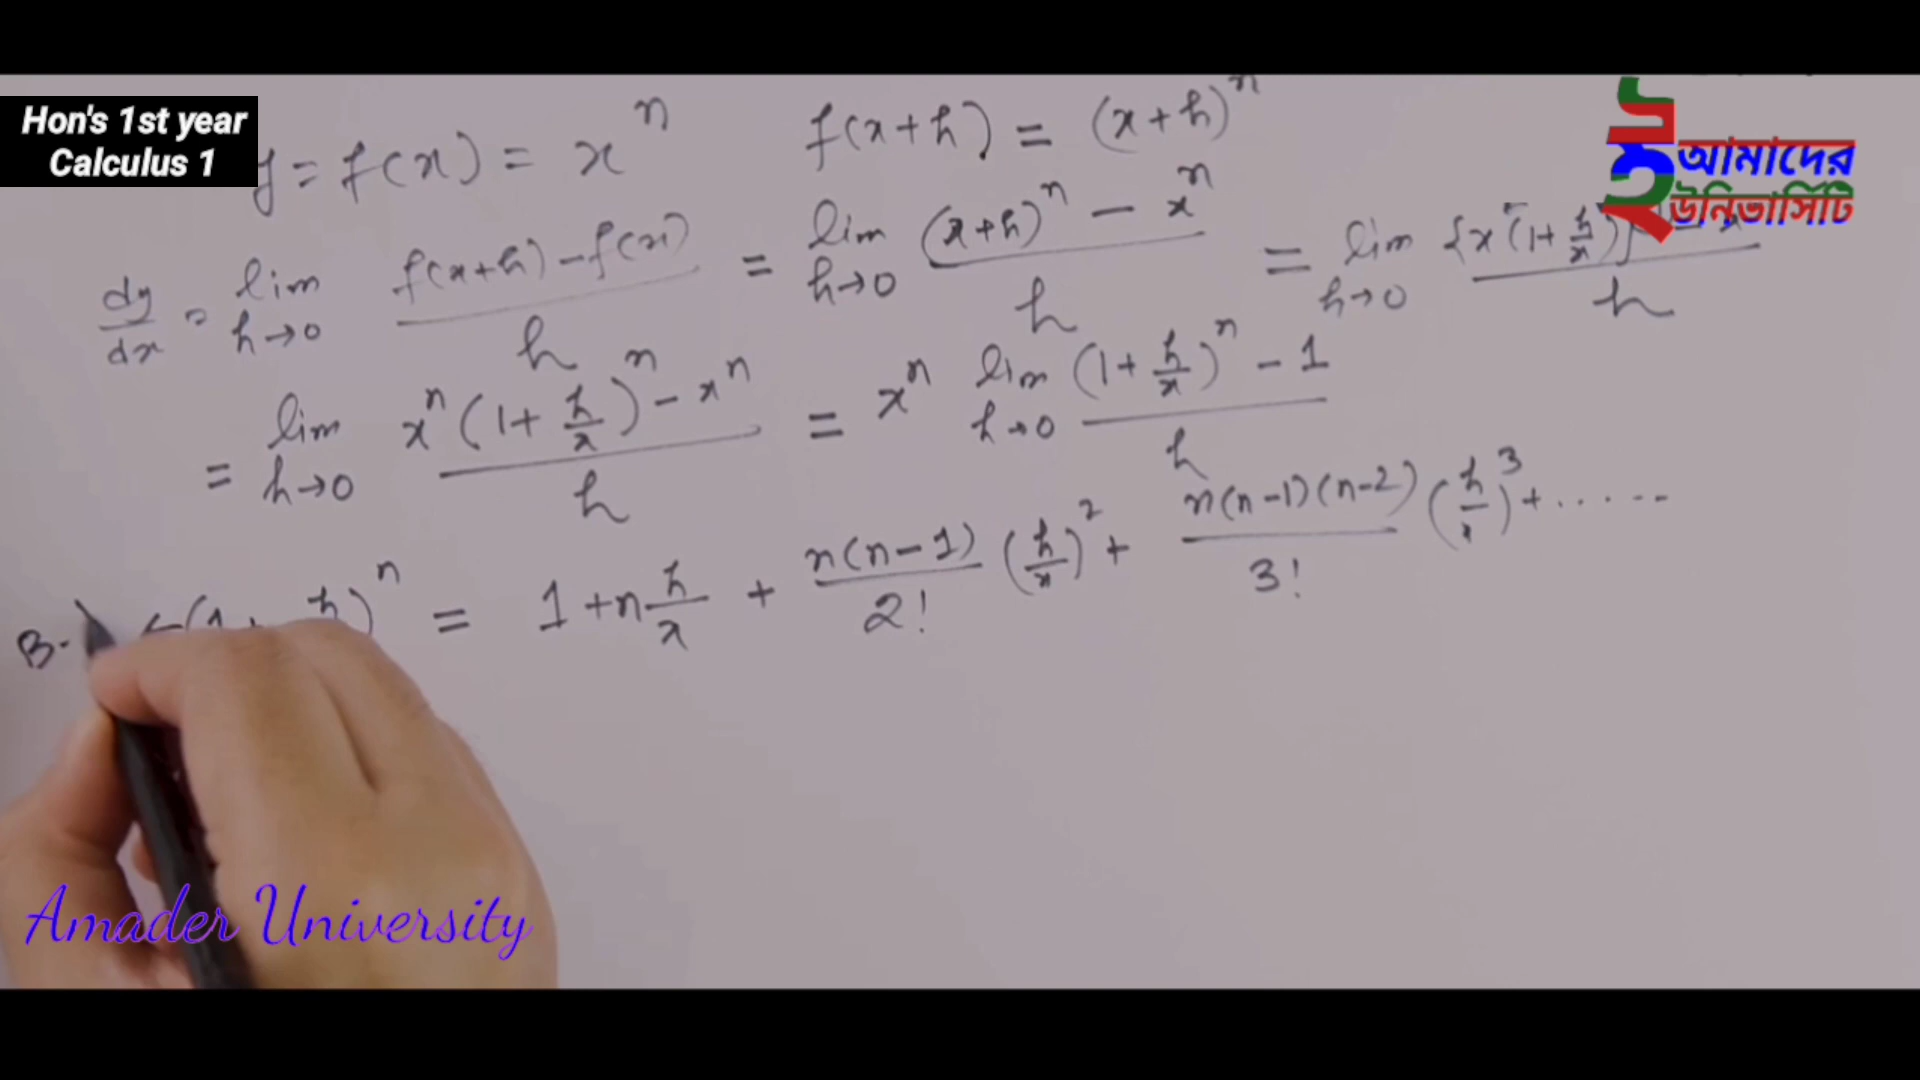 Hon's 1st year
Calculus 1
y = f(x) = x^n f(x+h) = (x+h)^n
আমাদের
ইউনিভার্সিটি
dy/dx = lim h→0 (f(x+h) - f(x))/h = lim h→0 ((x+h)^n - x^n)/h = lim h→0 {x(1+h/x)}
= lim h→0 (x^n(1+h/x)^n - x^n)/h = x^n lim h→0 ((1+h/x)^n - 1)/h
B. (1+h/x)^n = 1 + n h/x + n(n-1)/2! (h/x)^2 + n(n-1)(n-2)/3! (h/x)^3 + ......
Amader University